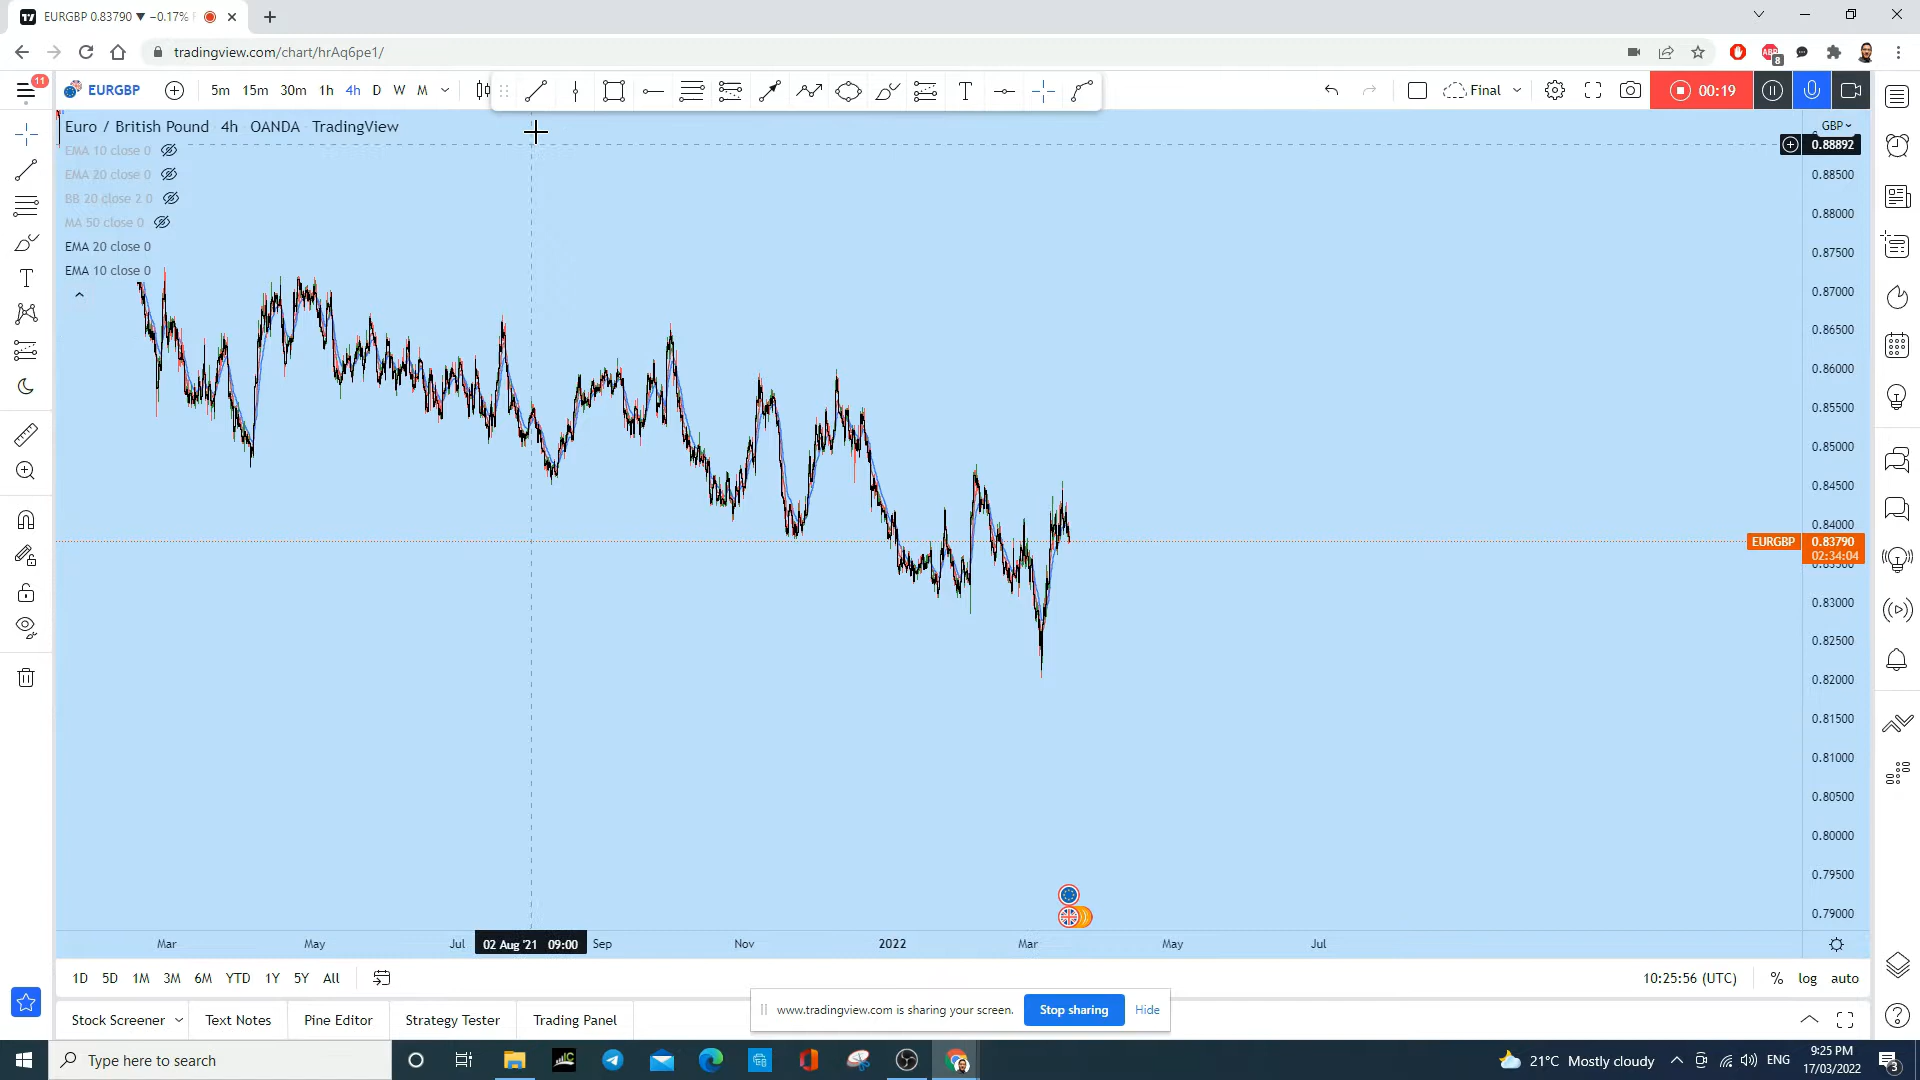 EURGBP 0.83790 ▼ −0.17%
tradingview.com/chart/hrAq6pe1/
ABP
8
11
EURGBP
5m 15m 30m 1h 4h D W M
T
Final
00:19
Euro / British Pound 4h OANDA TradingView
EMA 10 close 0
EMA 20 close 0
BB 20 close 2 0
MA 50 close 0
EMA 20 close 0
EMA 10 close 0
GBP
0.88892
0.88500
0.88000
0.87500
0.87000
0.86500
0.86000
0.85500
0.85000
0.84500
0.84000
EURGBP 0.83790
02:34:04
0.83000
0.82500
0.82000
0.81500
0.81000
0.80500
0.80000
0.79500
0.79000
Mar May Jul 02 Aug '21 09:00 Sep Nov 2022 Mar May Jul
1D 5D 1M 3M 6M YTD 1Y 5Y All
10:25:56 (UTC) % log auto
Stock Screener Text Notes Pine Editor Strategy Tester Trading Panel
www.tradingview.com is sharing your screen. Stop sharing Hide
Type here to search
21°C Mostly cloudy
ENG
9:25 PM
17/03/2022
3